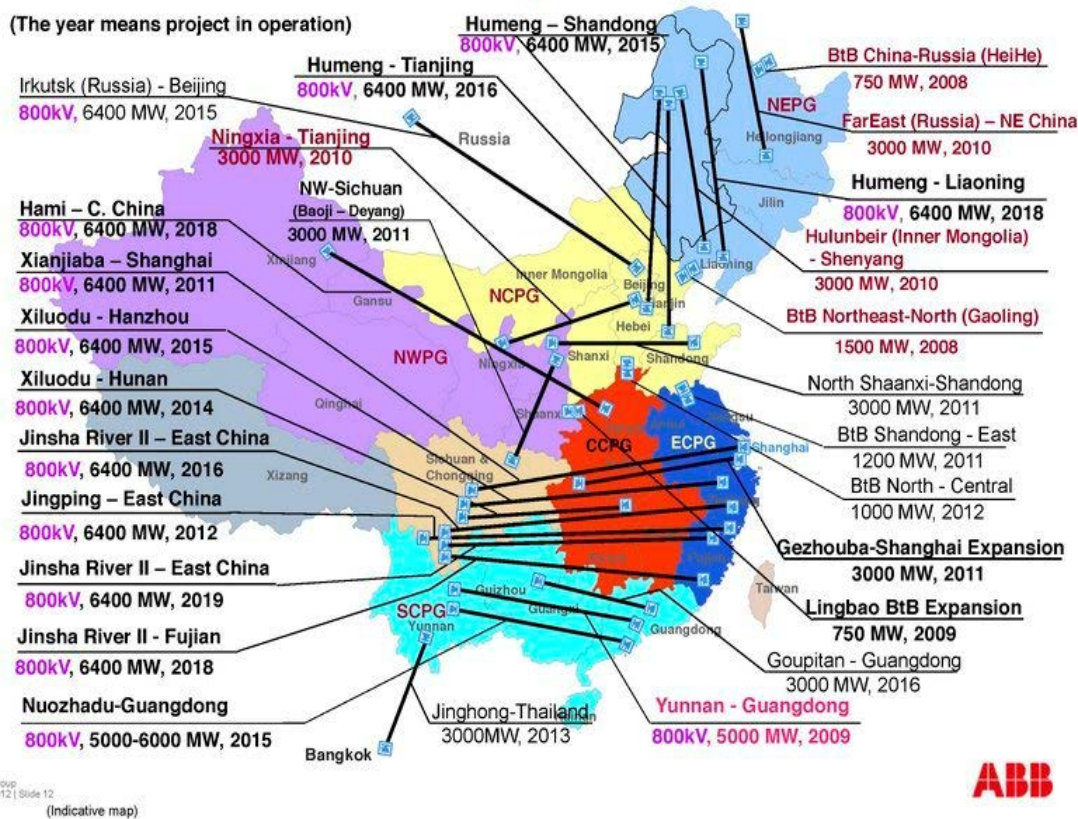 (The year means project in operation)
Humeng – Shandong
800kV, 6400 MW, 2015
Humeng - Tianjing
800kV, 6400 MW, 2016
Irkutsk (Russia) - Beijing
800kV, 6400 MW, 2015
Ningxia - Tianjing
3000 MW, 2010
NW-Sichuan
(Baoji – Deyang)
3000 MW, 2011
Hami – C. China
800kV, 6400 MW, 2018
Xianjiaba – Shanghai
800kV, 6400 MW, 2011
Xiluodu - Hanzhou
800kV, 6400 MW, 2015
Xiluodu - Hunan
800kV, 6400 MW, 2014
Jinsha River II – East China
800kV, 6400 MW, 2016
Jingping – East China
800kV, 6400 MW, 2012
Jinsha River II – East China
800kV, 6400 MW, 2019
Jinsha River II - Fujian
800kV, 6400 MW, 2018
Nuozhadu-Guangdong
800kV, 5000-6000 MW, 2015
BtB China-Russia (HeiHe)
750 MW, 2008
FarEast (Russia) – NE China
3000 MW, 2010
Humeng - Liaoning
800kV, 6400 MW, 2018
Hulunbeir (Inner Mongolia)
- Shenyang
3000 MW, 2010
BtB Northeast-North (Gaoling)
1500 MW, 2008
North Shaanxi-Shandong
3000 MW, 2011
BtB Shandong - East
1200 MW, 2011
BtB North - Central
1000 MW, 2012
Gezhouba-Shanghai Expansion
3000 MW, 2011
Lingbao BtB Expansion
750 MW, 2009
Goupitan - Guangdong
3000 MW, 2016
Yunnan - Guangdong
800kV, 5000 MW, 2009
Jinghong-Thailand
3000MW, 2013
Bangkok
Russia
NEPG
Heilongjiang
Jilin
Liaoning
Inner Mongolia
NCPG
Beijing
Hebei
Shanxi
Shandong
Xinjiang
Gansu
NWPG
Ningxia
Qinghai
Xizang
Sichuan &
Chongqing
CCPG
ECPG
Shanghai
SCPG
Yunnan
Guizhou
Guangxi
Guangdong
Taiwan
12 | Slide 12
(Indicative map)
ABB